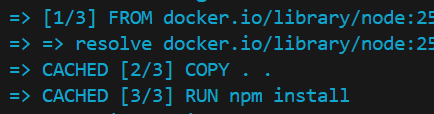 => [1/3] FROM docker.io/library/node:25
=> => resolve docker.io/library/node:25
=> CACHED [2/3] COPY . .
=> CACHED [3/3] RUN npm install